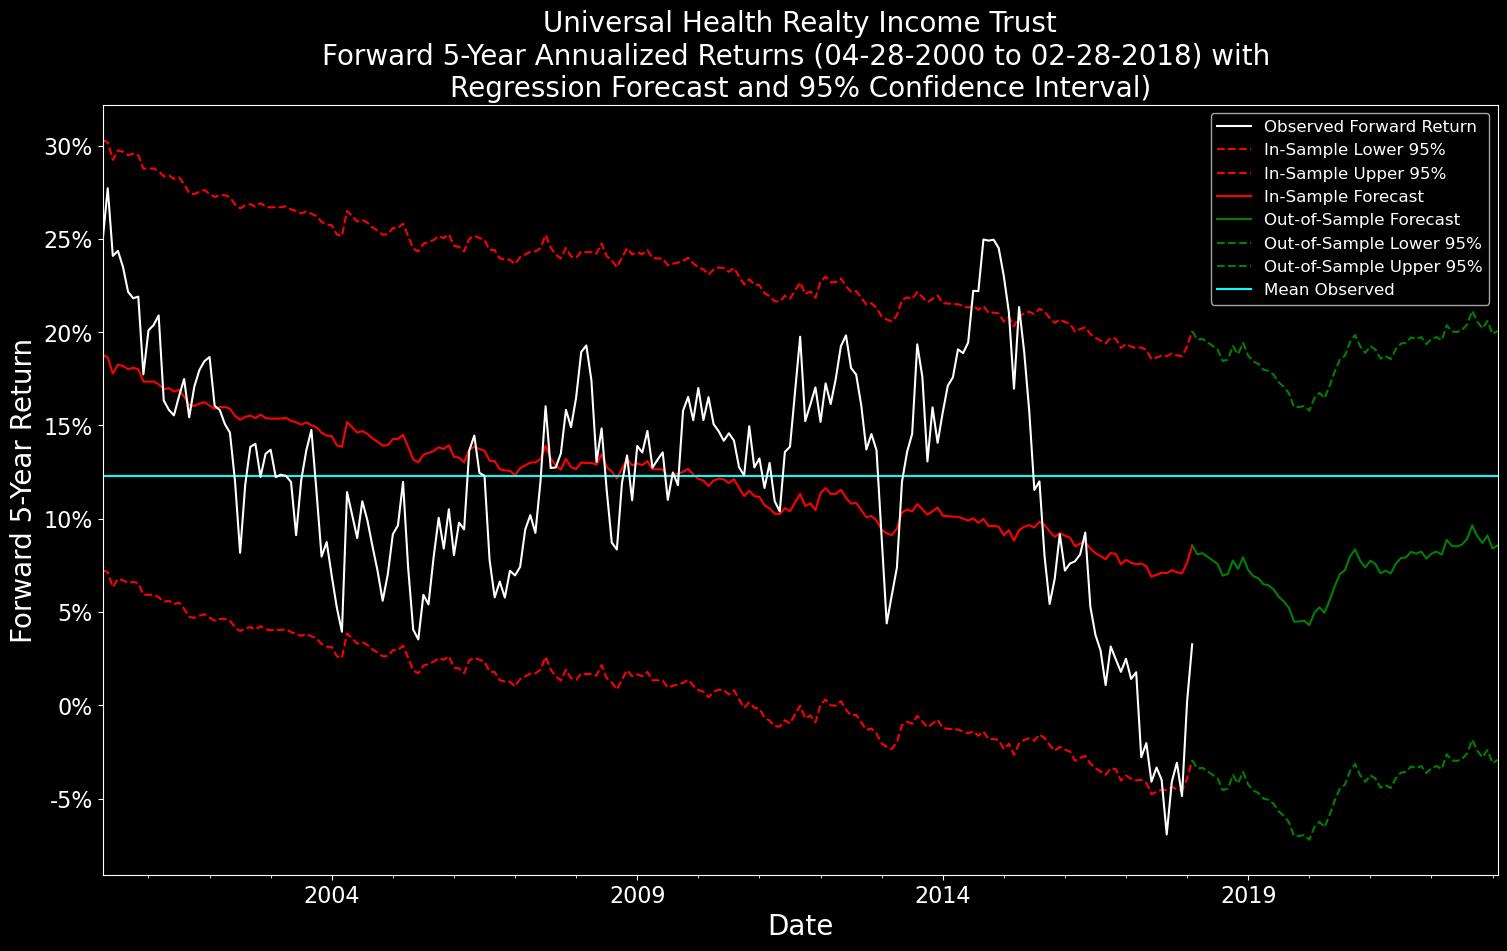 Universal Health Realty Income Trust
Forward 5-Year Annualized Returns (04-28-2000 to 02-28-2018) with
Regression Forecast and 95% Confidence Interval)
Observed Forward Return
In-Sample Lower 95%
In-Sample Upper 95%
In-Sample Forecast
Out-of-Sample Forecast
Out-of-Sample Lower 95%
Out-of-Sample Upper 95%
Mean Observed
Forward 5-Year Return
30%
25%
20%
15%
10%
5%
0%
-5%
2004
2009
2014
2019
Date